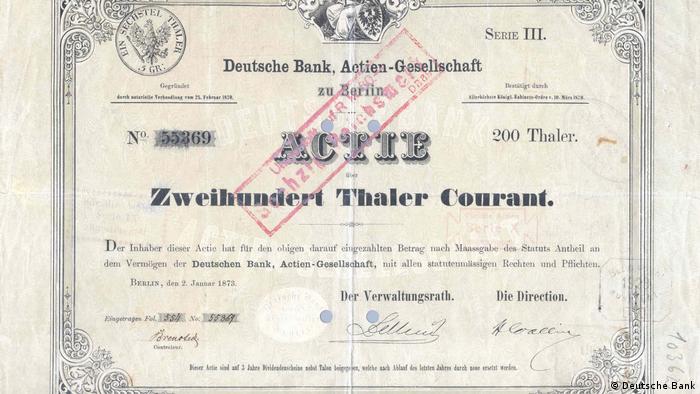 EIN SECHSTEL THALER
5 GR.
SERIE III.
Deutsche Bank, Actien-Gesellschaft
zu Berlin
Gegründet
durch notarielle Verhandlung vom 25. Februar 1870.
Bestätigt durch
Allerhöchste Königl. Kabinets-Ordre v. 10. März 1870.
No. 55369
ACTIE
200 Thaler.
über
Zweihundert Thaler Courant.
Der Inhaber dieser Actie hat für den obigen darauf eingezahlten Betrag nach Maassgabe des Statuts Antheil an
dem Vermögen der Deutschen Bank, Actien-Gesellschaft, mit allen statutenmässigen Rechten und Pflichten.
BERLIN, den 2. Januar 1873.
Der Verwaltungsrath.
Die Direction.
Eingetragen Fol. 554 No. 55369
Controleur.
Dieser Actie sind auf 5 Jahre Dividendenscheine nebst Talon beigegeben, welche nach Ablauf des letzten Jahres durch neue ersetzt werden.
© Deutsche Bank